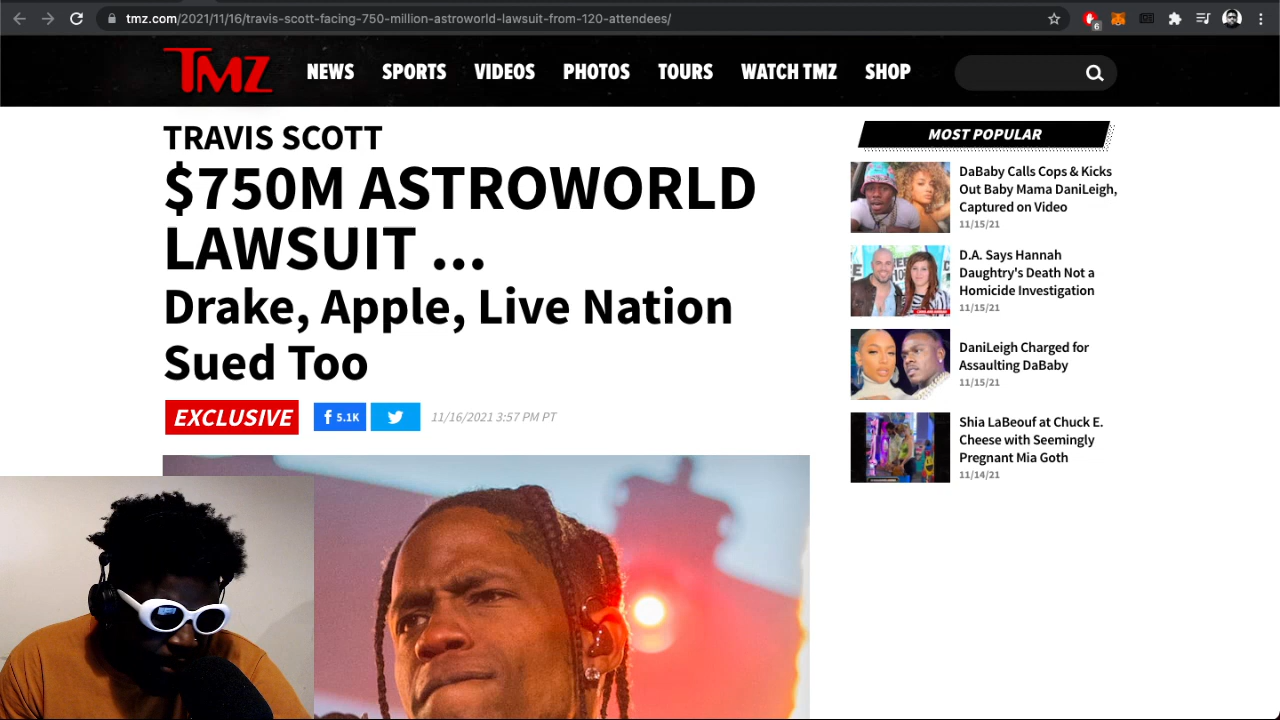 tmz.com/2021/11/16/travis-scott-facing-750-million-astroworld-lawsuit-from-120-attendees/
6
TMZ
NEWS SPORTS VIDEOS PHOTOS TOURS WATCH TMZ SHOP
TRAVIS SCOTT
$750M ASTROWORLD
LAWSUIT ...
Drake, Apple, Live Nation
Sued Too
EXCLUSIVE
5.1K
11/16/2021 3:57 PM PT
MOST POPULAR
DaBaby Calls Cops & Kicks
Out Baby Mama DaniLeigh,
Captured on Video
11/15/21
D.A. Says Hannah
Daughtry's Death Not a
Homicide Investigation
11/15/21
DaniLeigh Charged for
Assaulting DaBaby
11/15/21
Shia LaBeouf at Chuck E.
Cheese with Seemingly
Pregnant Mia Goth
11/14/21